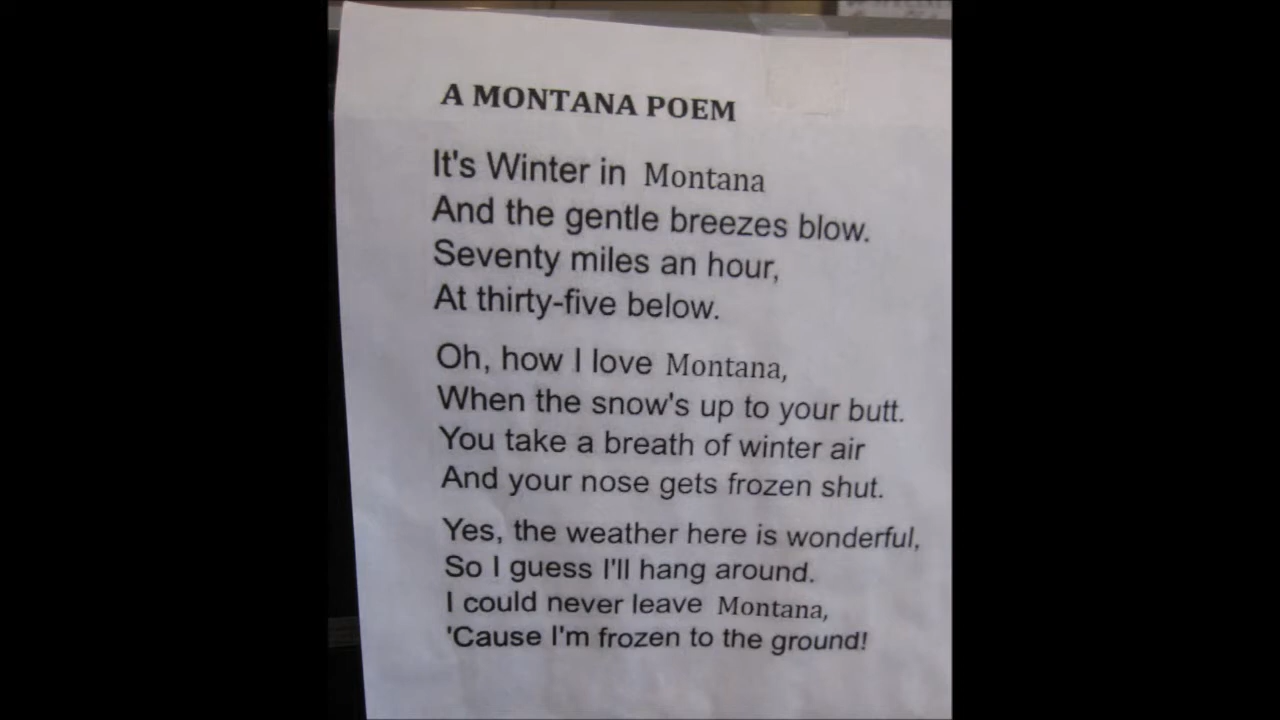 A MONTANA POEM
It's Winter in Montana
And the gentle breezes blow.
Seventy miles an hour,
At thirty-five below.
Oh, how I love Montana,
When the snow's up to your butt.
You take a breath of winter air
And your nose gets frozen shut.
Yes, the weather here is wonderful,
So I guess I'll hang around.
I could never leave Montana,
'Cause I'm frozen to the ground!